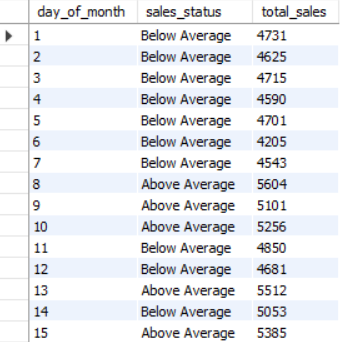 day_of_month sales_status total_sales
1 Below Average 4731
2 Below Average 4625
3 Below Average 4715
4 Below Average 4590
5 Below Average 4701
6 Below Average 4205
7 Below Average 4543
8 Above Average 5604
9 Above Average 5101
10 Above Average 5256
11 Below Average 4850
12 Below Average 4681
13 Above Average 5512
14 Below Average 5053
15 Above Average 5385